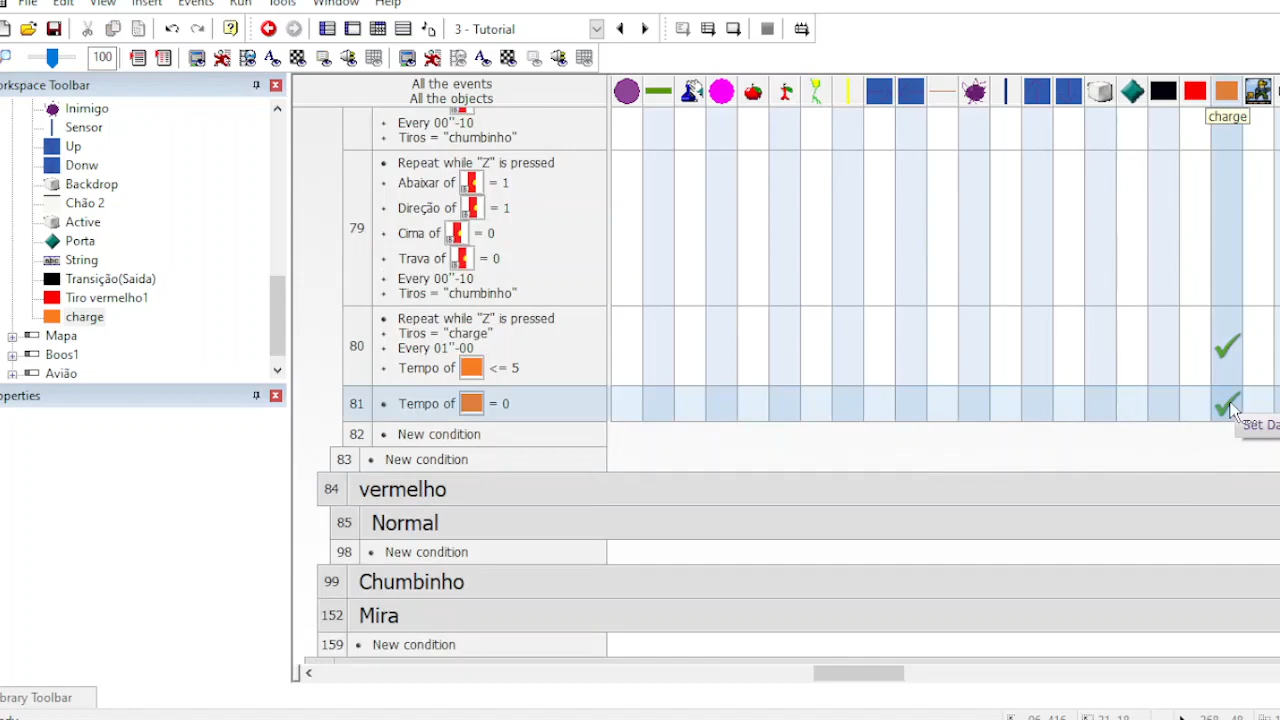 File Edit View Insert Events Run Tools Window Help
3 - Tutorial
100
orkspace Toolbar
Inimigo
Sensor
Up
Donw
Backdrop
Chão 2
Active
Porta
String
Transição(Saida)
Tiro vermelho1
charge
Mapa
Boos1
Avião
operties
brary Toolbar
All the events
All the objects
charge
Every 00"-10
Tiros = "chumbinho"
79
Repeat while "Z" is pressed
Abaixar of = 1
Direção of = 1
Cima of = 0
Trava of = 0
Every 00"-10
Tiros = "chumbinho"
80
Repeat while "Z" is pressed
Tiros = "charge"
Every 01"-00
Tempo of <= 5
81 Tempo of = 0
Set Da
82 New condition
83 New condition
84 vermelho
85 Normal
98 New condition
99 Chumbinho
152 Mira
159 New condition